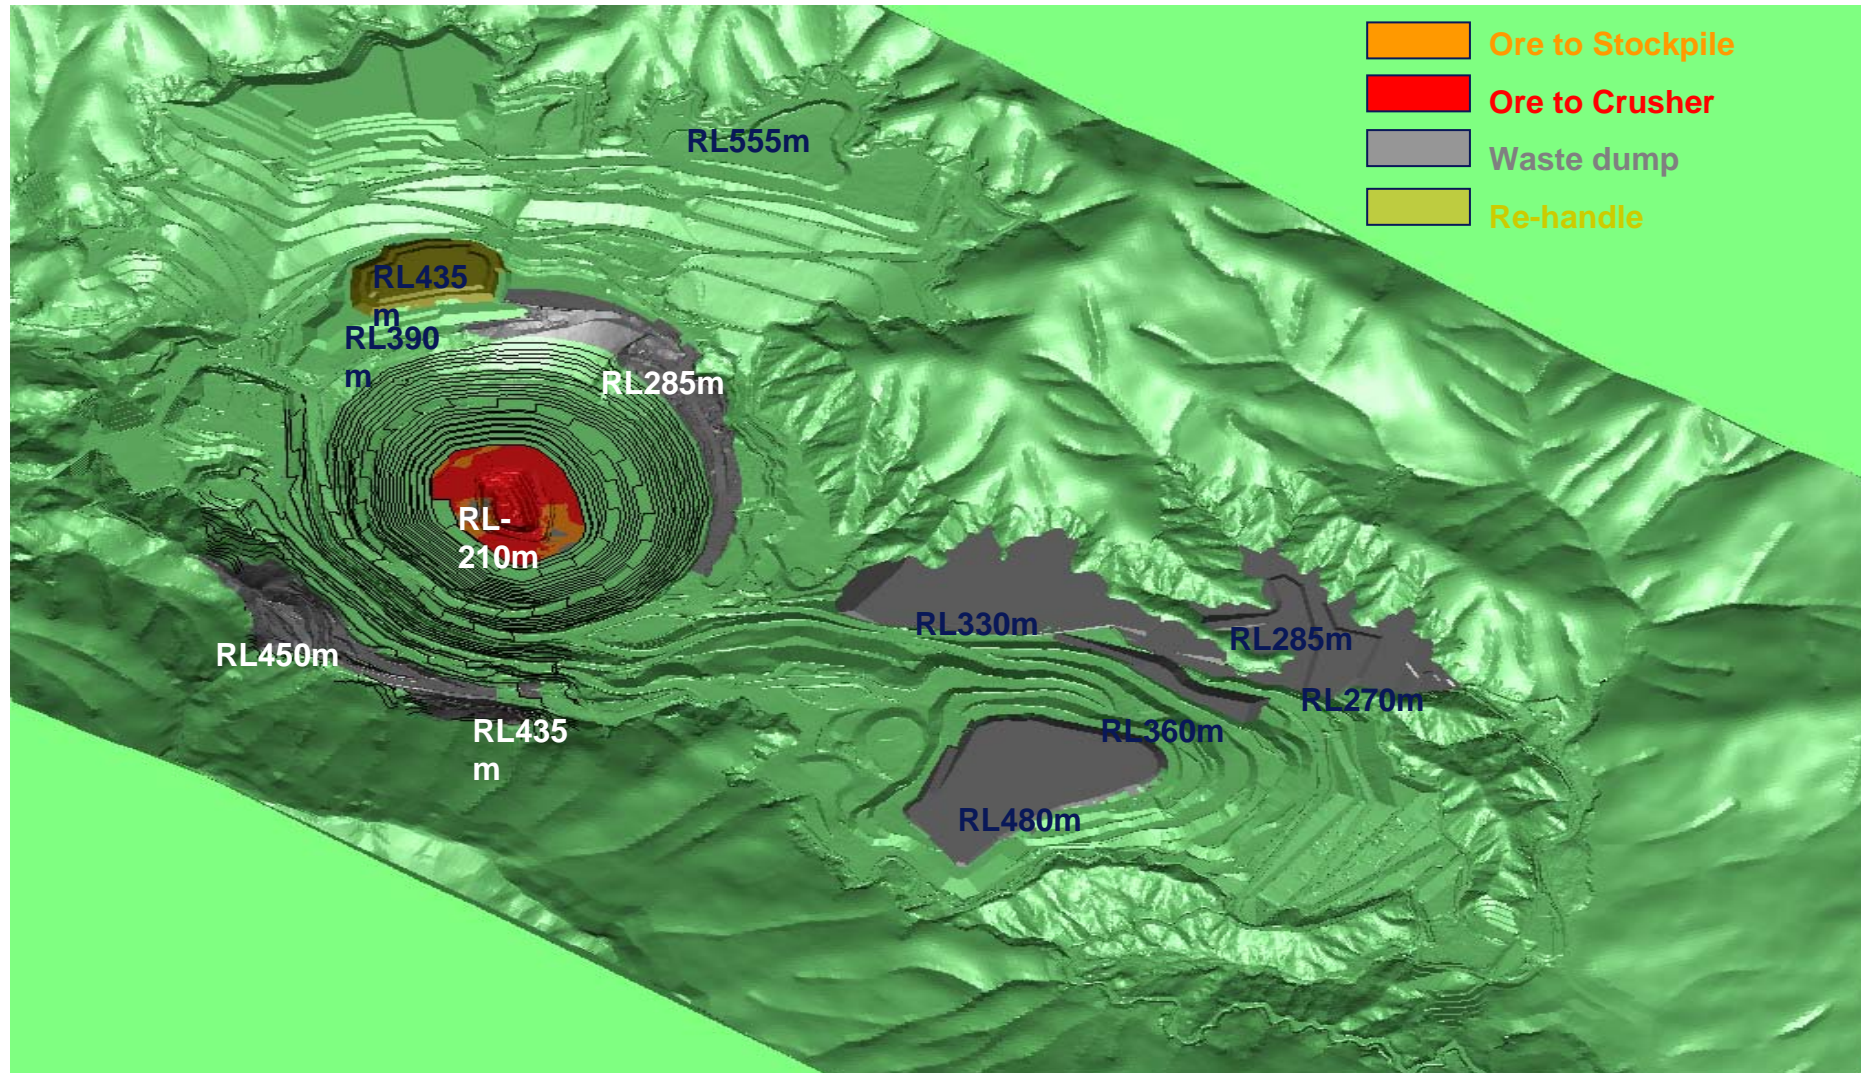 Ore to Stockpile
Ore to Crusher
Waste dump
Re-handle
RL555m
RL435
m
RL390
m
RL285m
RL-
210m
RL330m
RL285m
RL450m
RL270m
RL435
m
RL360m
RL480m